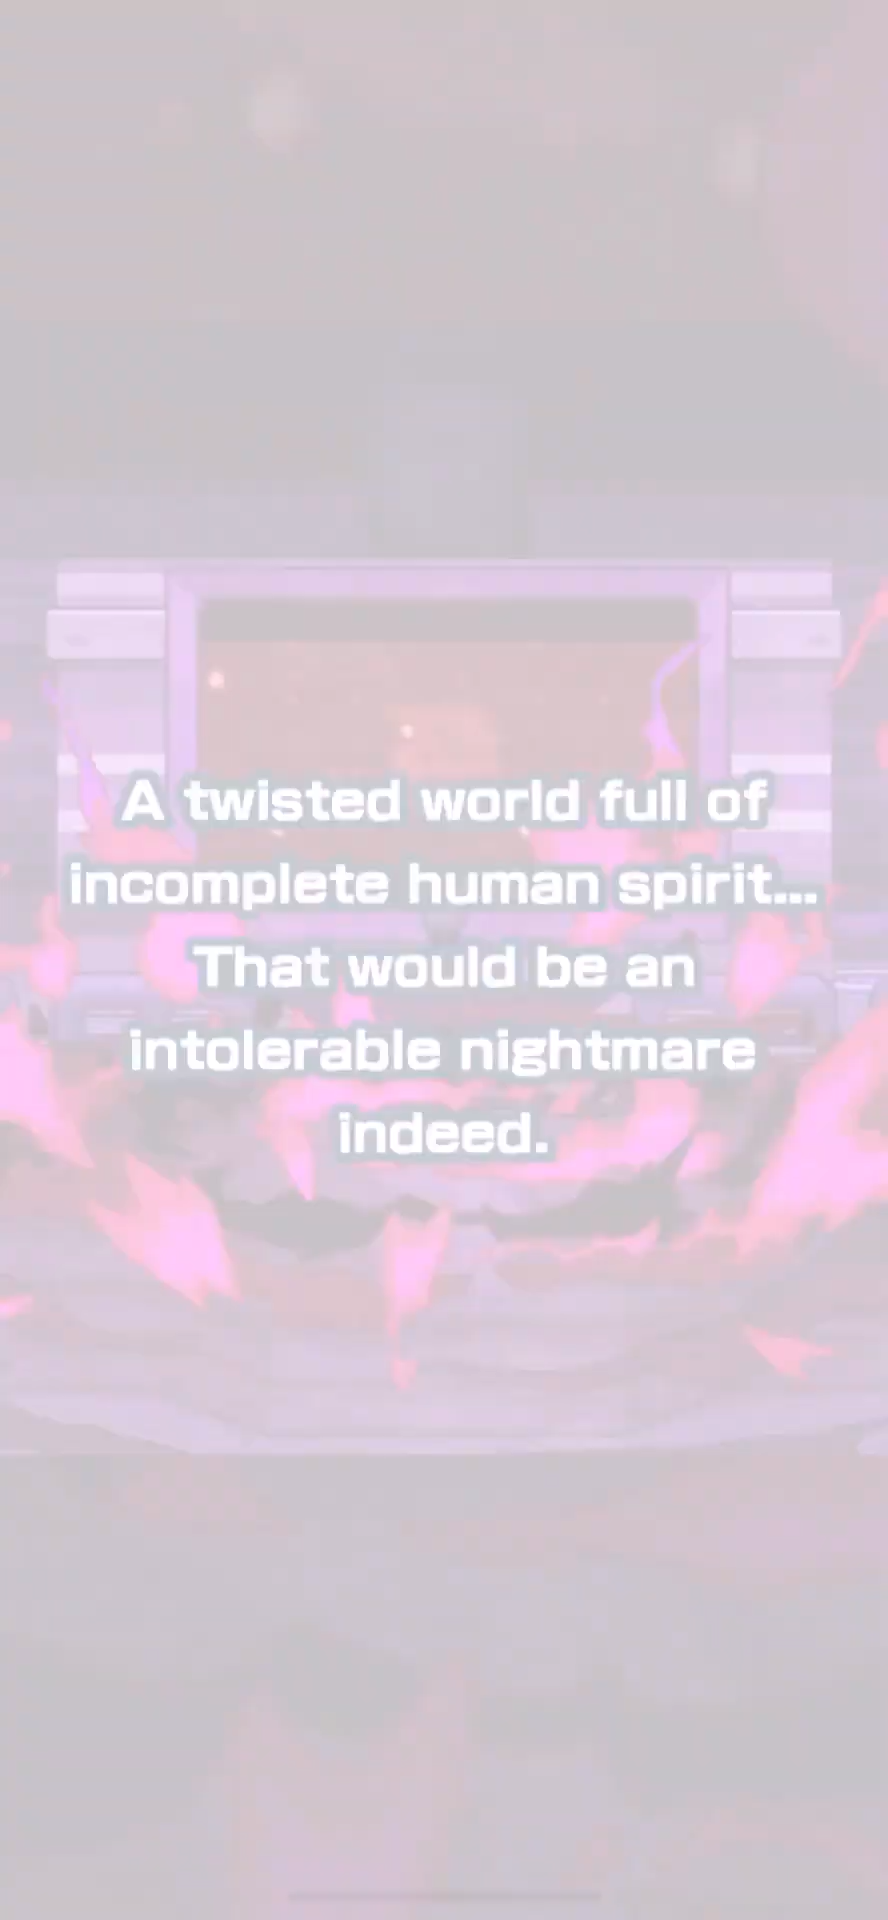 A twisted world full of
incomplete human spirit...
That would be an
intolerable nightmare
indeed.